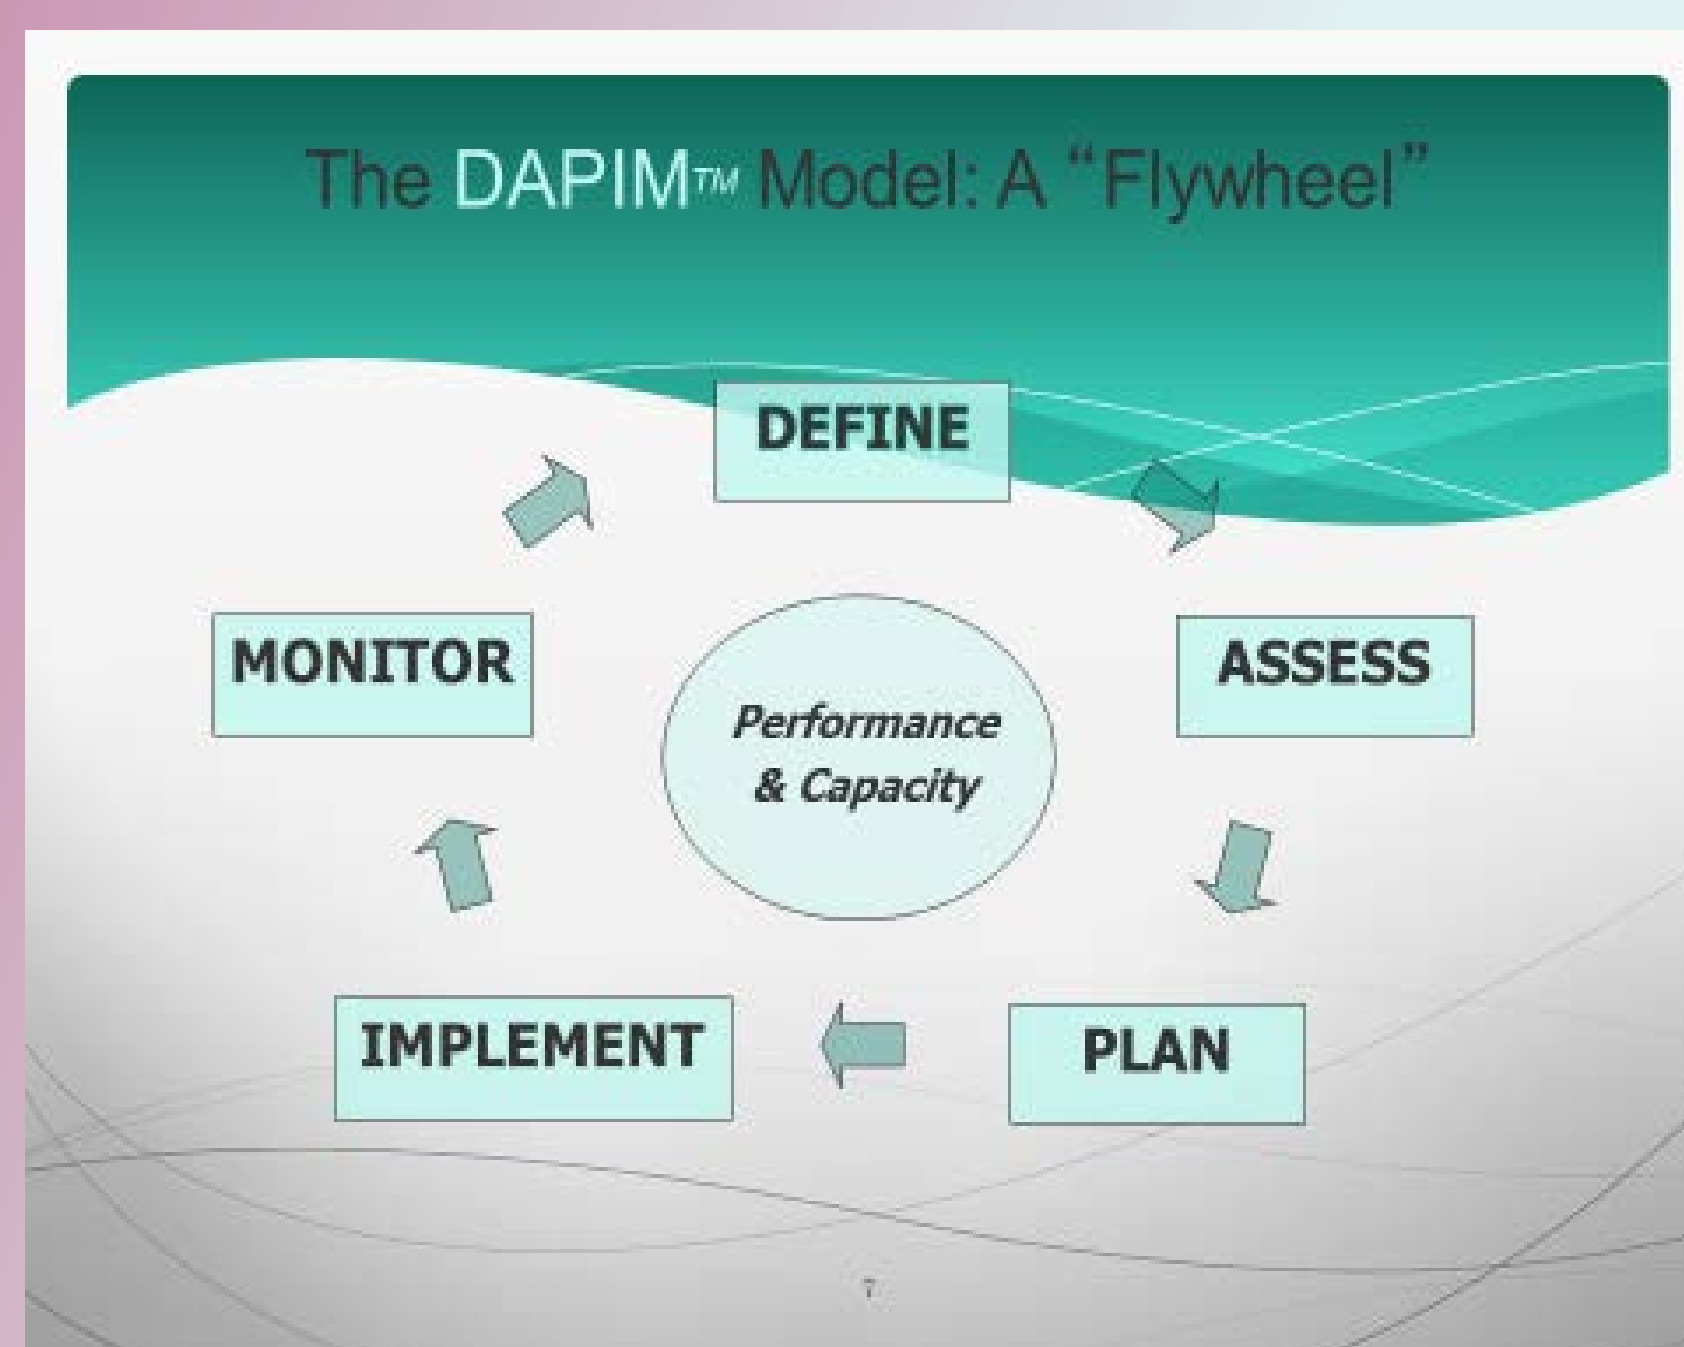 The DAPIM™ Model: A “Flywheel”
DEFINE
MONITOR
ASSESS
Performance
& Capacity
IMPLEMENT
PLAN
7